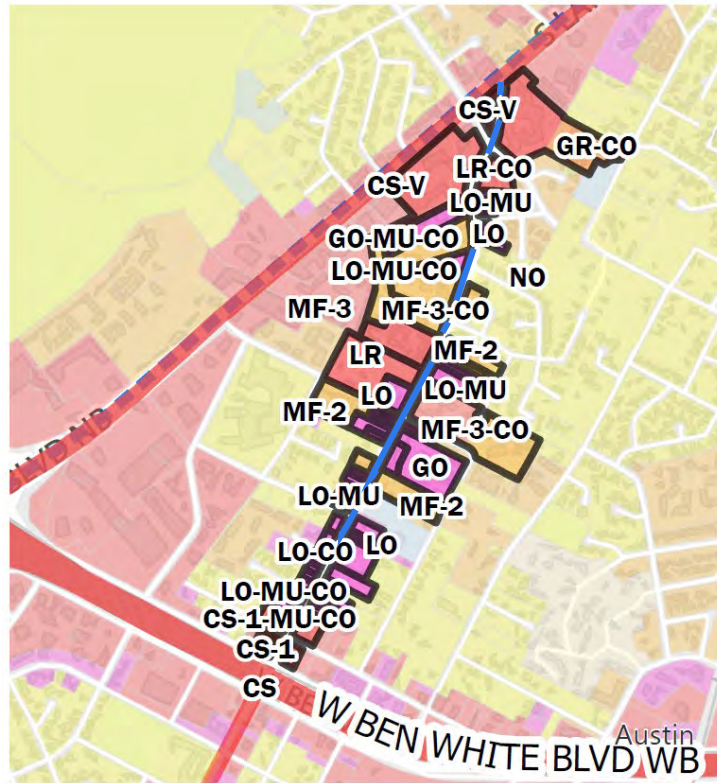 CS-V
GR-CO
LR-CO
CS-V
LO-MU
LO
GO-MU-CO
LO-MU-CO
NO
MF-3
MF-3-CO
LR
MF-2
LO
LO-MU
MF-2
MF-3-CO
GO
LO-MU
MF-2
LO-CO
LO
LO-MU-CO
CS-1-MU-CO
CS-1
CS
W BEN WHITE BLVD WB
Austin